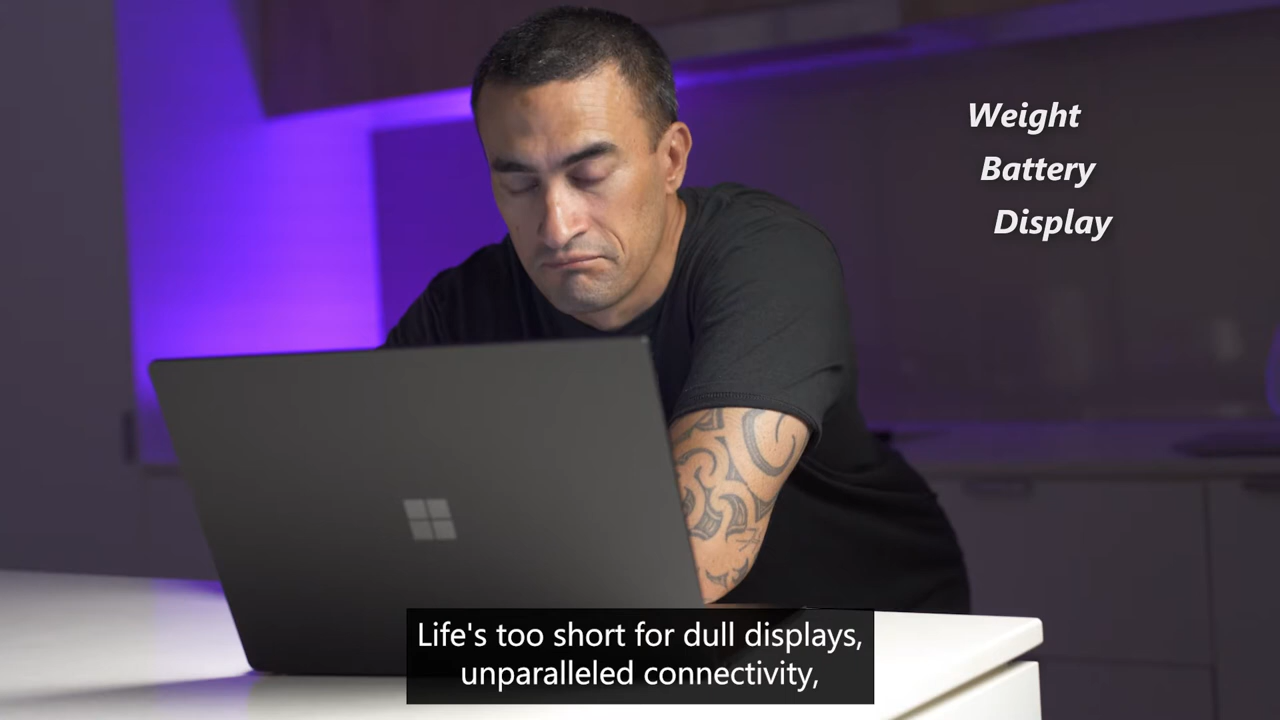 Weight
Battery
Display
Life's too short for dull displays,
unparalleled connectivity,